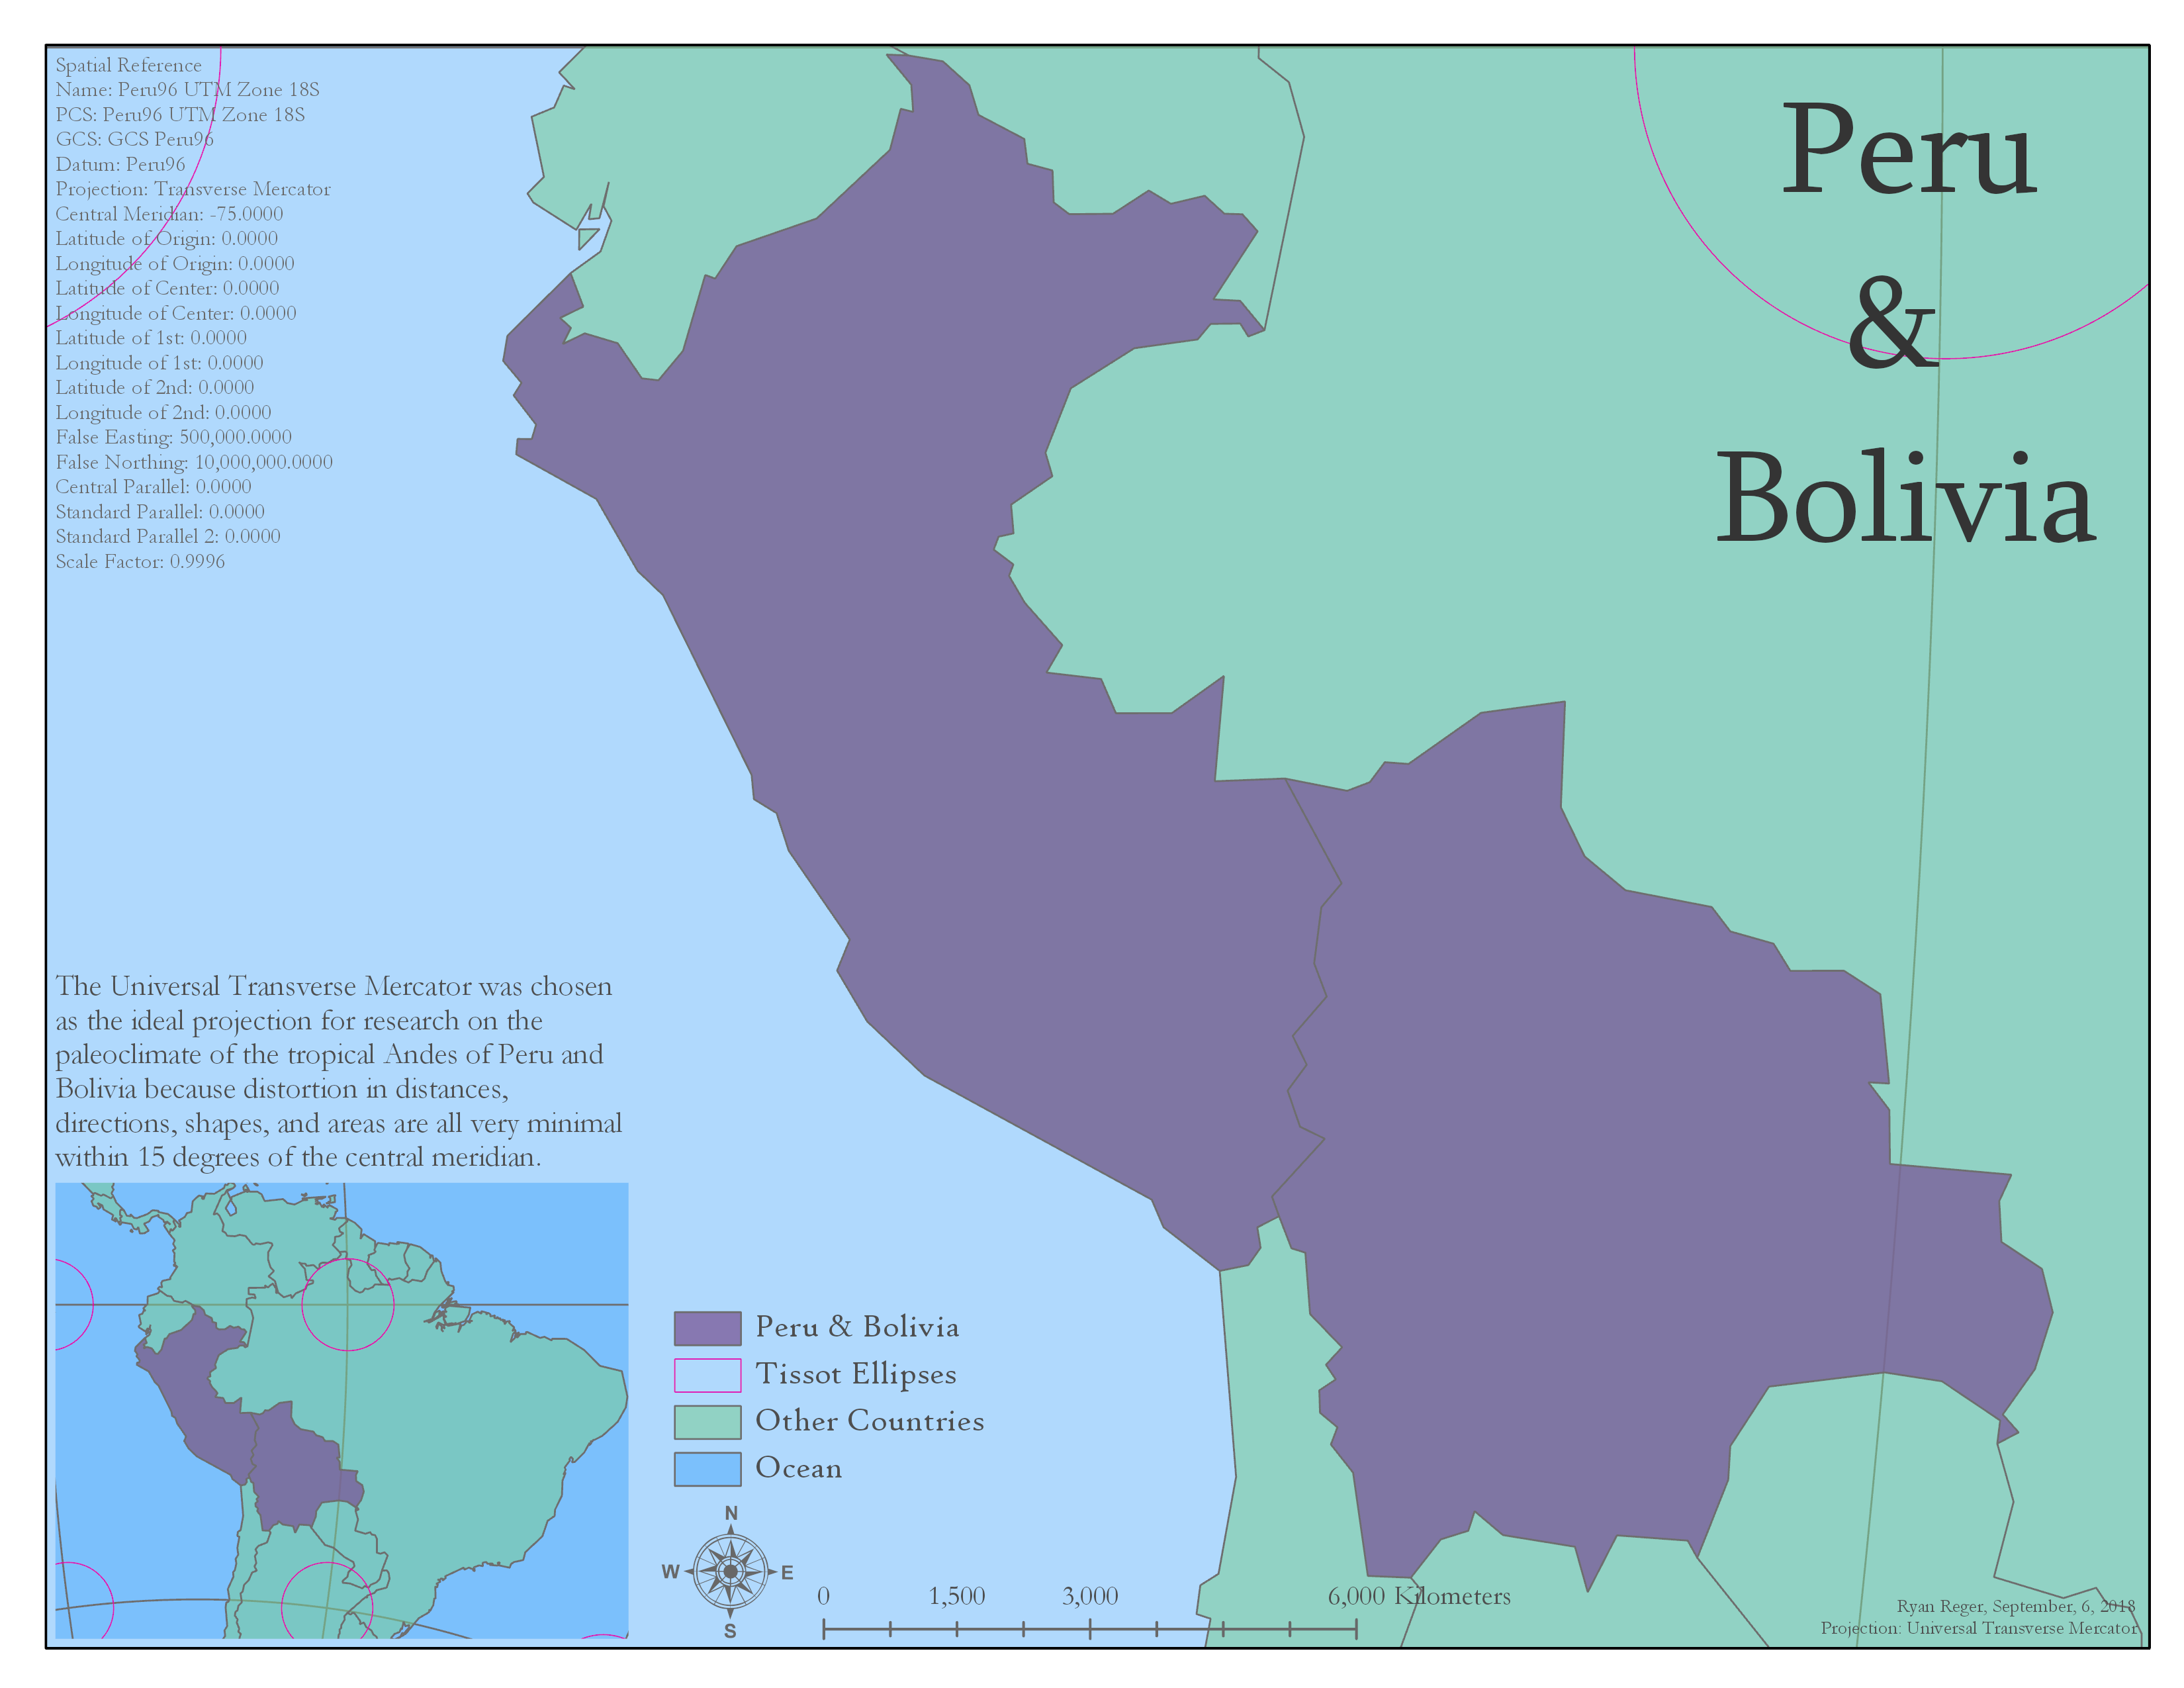 Spatial Reference
Name: Peru96 UTM Zone 18S
PCS: Peru96 UTM Zone 18S
GCS: GCS Peru96
Datum: Peru96
Projection: Transverse Mercator
Central Meridian: -75.0000
Latitude of Origin: 0.0000
Longitude of Origin: 0.0000
Latitude of Center: 0.0000
Longitude of Center: 0.0000
Latitude of 1st: 0.0000
Longitude of 1st: 0.0000
Latitude of 2nd: 0.0000
Longitude of 2nd: 0.0000
False Easting: 500,000.0000
False Northing: 10,000,000.0000
Central Parallel: 0.0000
Standard Parallel: 0.0000
Standard Parallel 2: 0.0000
Scale Factor: 0.9996
Peru
&
Bolivia
The Universal Transverse Mercator was chosen
as the ideal projection for research on the
paleoclimate of the tropical Andes of Peru and
Bolivia because distortion in distances,
directions, shapes, and areas are all very minimal
within 15 degrees of the central meridian.
Peru & Bolivia
Tissot Ellipses
Other Countries
Ocean
N
W E
S
0 1,500 3,000 6,000 Kilometers
Ryan Reger, September, 6, 2018
Projection: Universal Transverse Mercator